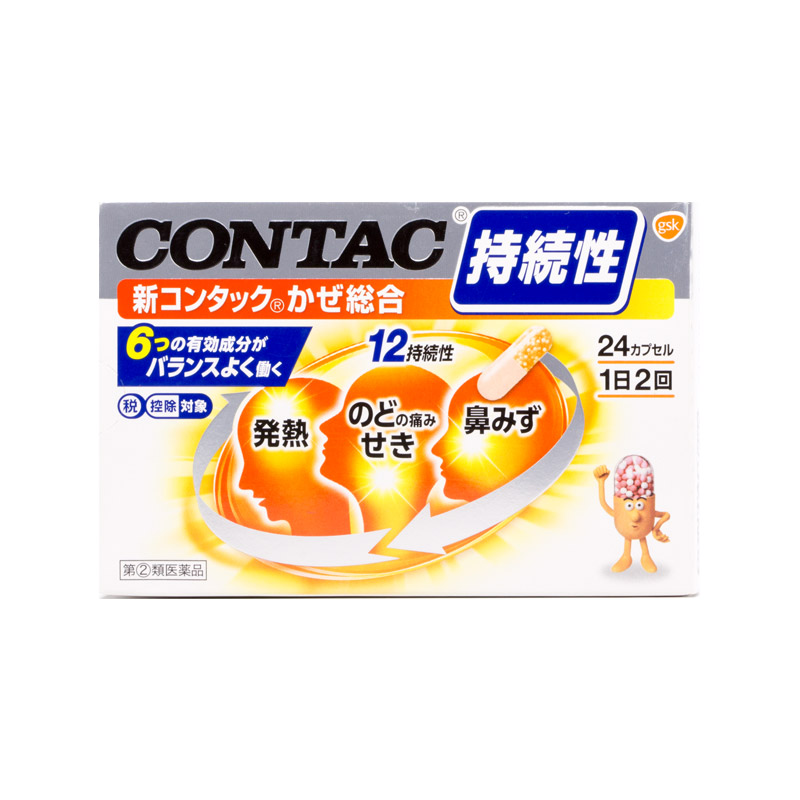 CONTAC®
持続性
gsk
新コンタック®かぜ総合
6つの有効成分が
バランスよく働く
12持続性
24カプセル
1日2回
税 控除 対象
発熱
のどの痛み
せき
鼻みず
第②類医薬品